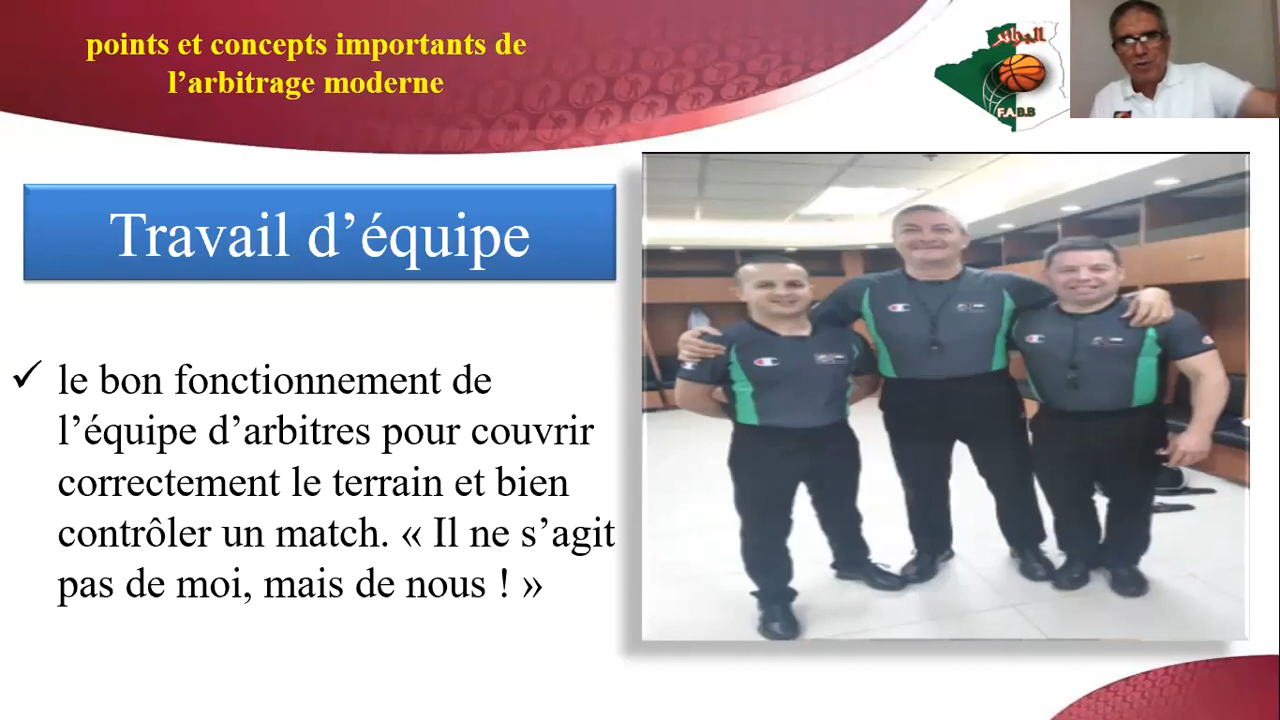 points et concepts importants de
l’arbitrage moderne
الجزائر
F.A.B.B
Travail d’équipe
✓ le bon fonctionnement de
l’équipe d’arbitres pour couvrir
correctement le terrain et bien
contrôler un match. « Il ne s’agit
pas de moi, mais de nous ! »